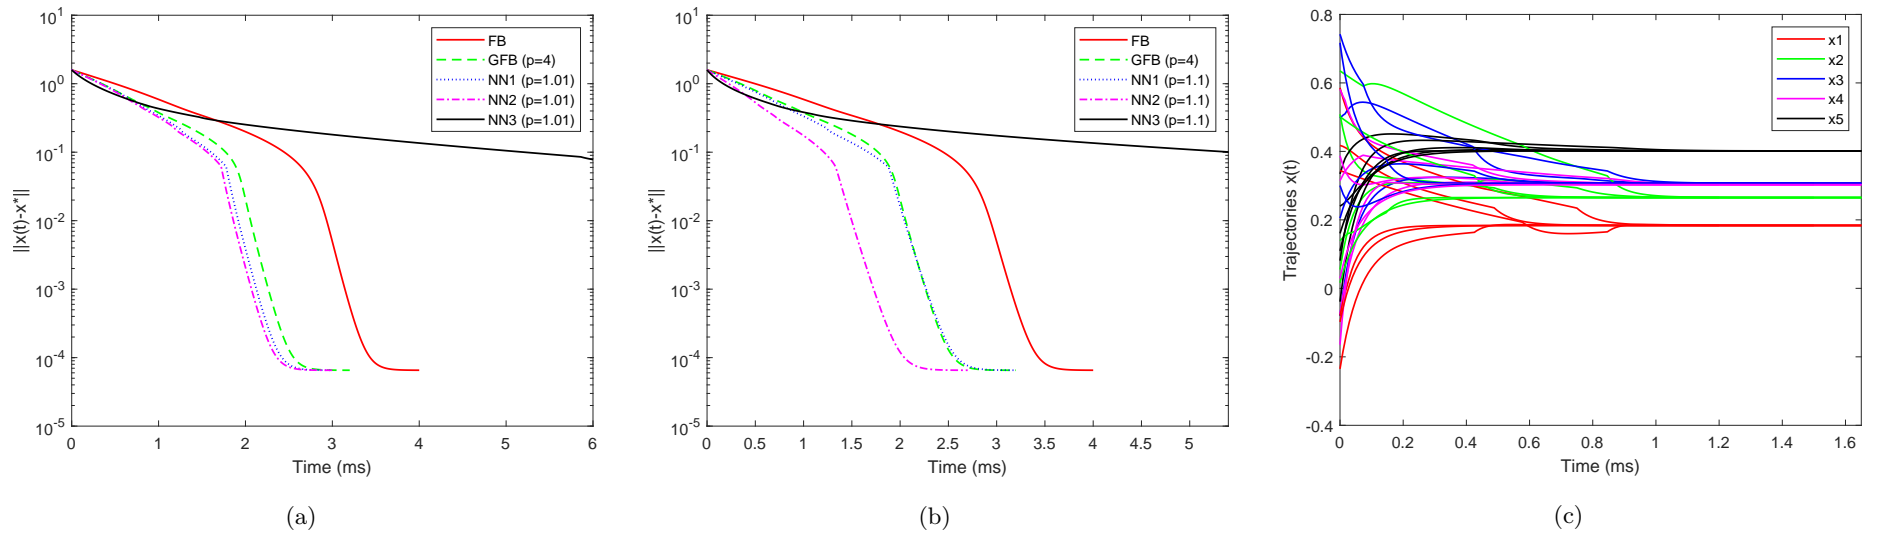 10^1
10^0
10^-1
10^-2
10^-3
10^-4
10^-5
||x(t)-x*||
0 1 2 3 4 5 6
Time (ms)
FB
GFB (p=4)
NN1 (p=1.01)
NN2 (p=1.01)
NN3 (p=1.01)
(a)
10^1
10^0
10^-1
10^-2
10^-3
10^-4
10^-5
||x(t)-x*||
0 0.5 1 1.5 2 2.5 3 3.5 4 4.5 5
Time (ms)
FB
GFB (p=4)
NN1 (p=1.1)
NN2 (p=1.1)
NN3 (p=1.1)
(b)
0.8
0.6
0.4
0.2
0
-0.2
-0.4
Trajectories x(t)
0 0.2 0.4 0.6 0.8 1 1.2 1.4 1.6
Time (ms)
x1
x2
x3
x4
x5
(c)